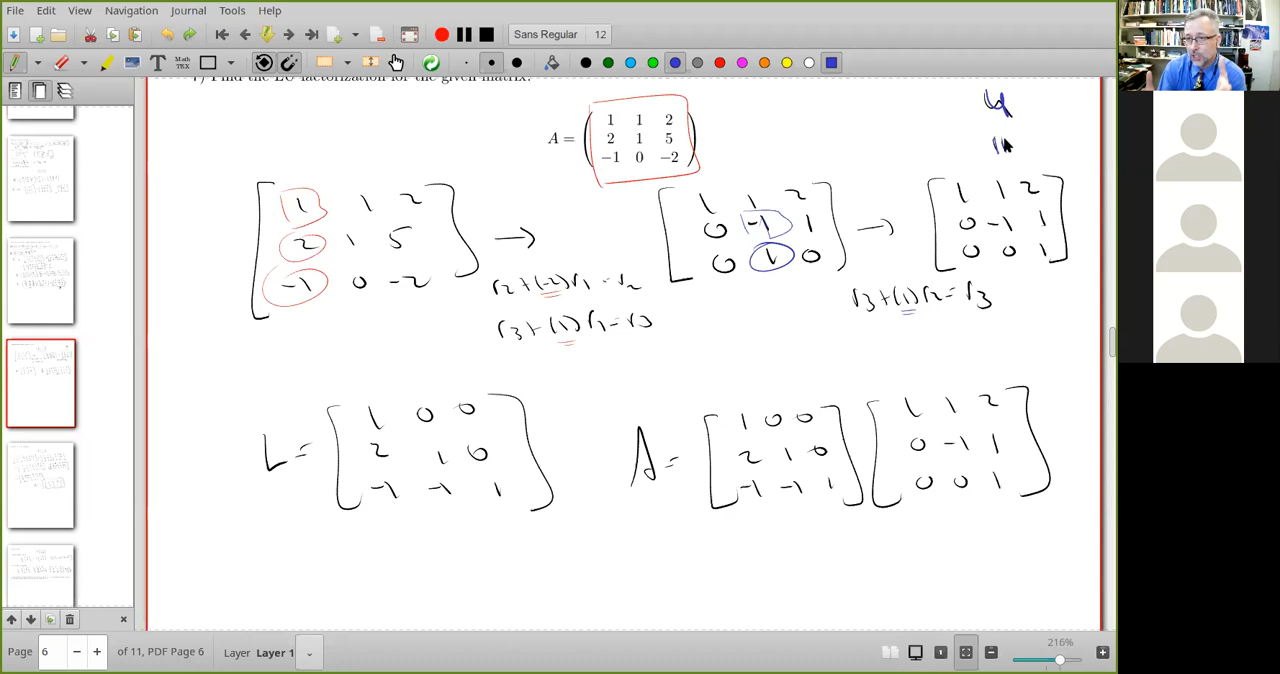 File Edit View Navigation Journal Tools Help
Sans Regular 12
Math TEX
7) Find the LU factorization for the given matrix.
A =
1 1 2
2 1 5
−1 0 −2
1 1 2
2 1 5
-1 0 -2
→
r2 + (-2)r1 = r2
r3 + (1)r1 = r3
1 1 2
0 -1 1
0 1 0
→
r3 + (1)r2 = r3
1 1 2
0 -1 1
0 0 1
L =
1 0 0
2 1 0
-1 -1 1
A =
1 0 0
2 1 0
-1 -1 1
1 1 2
0 -1 1
0 0 1
Page 6 of 11, PDF Page 6 Layer Layer 1 216%